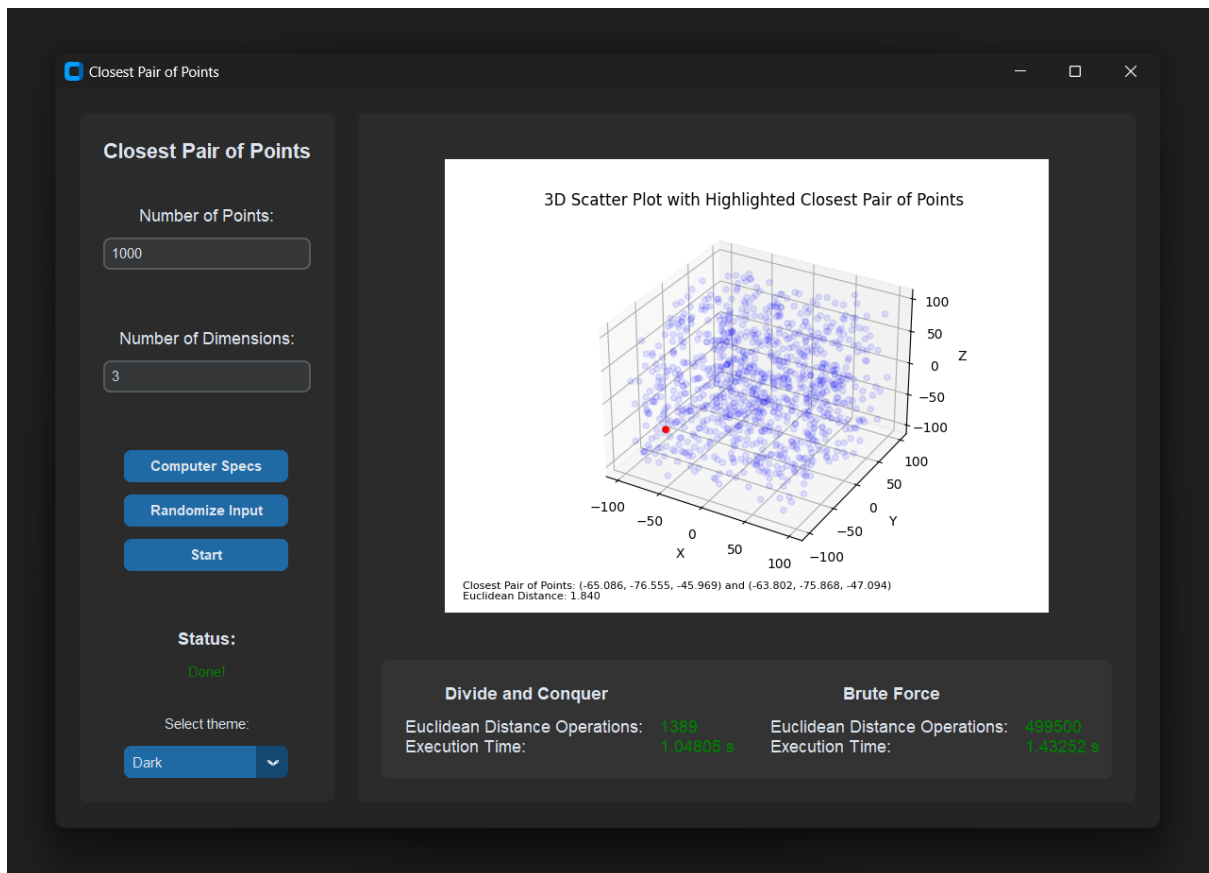 Closest Pair of Points
Closest Pair of Points
Number of Points:
1000
Number of Dimensions:
3
Computer Specs
Randomize Input
Start
Status:
Done!
Select theme:
Dark
3D Scatter Plot with Highlighted Closest Pair of Points
100
50
0
−50
−100
Z
100
50
0
−50
−100
Y
−100
−50
0
50
100
X
Closest Pair of Points: (-65.086, -76.555, -45.969) and (-63.802, -75.868, -47.094)
Euclidean Distance: 1.840
Divide and Conquer
Euclidean Distance Operations: 1389
Execution Time: 1.04805 s
Brute Force
Euclidean Distance Operations: 499500
Execution Time: 1.43252 s